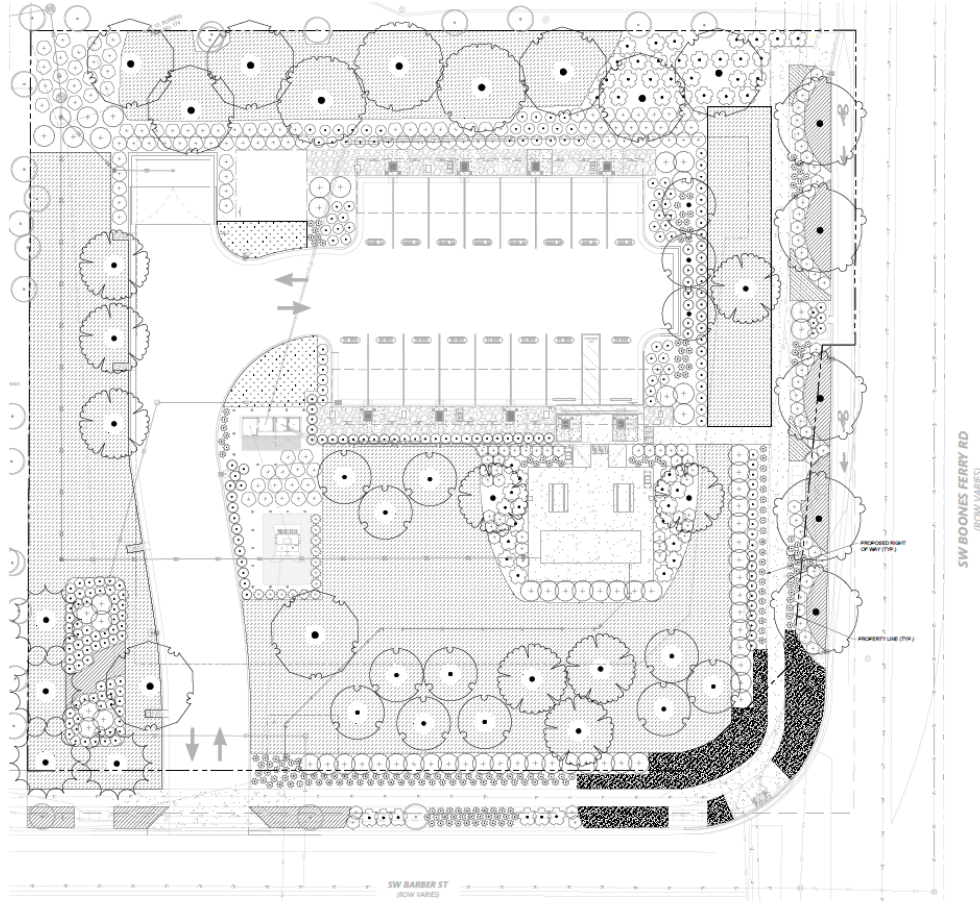 SW BOONES FERRY RD
(ROW VARIES)
PROPOSED RIGHT
OF WAY (TYP.)
PROPERTY LINE (TYP.)
SW BARBER ST
(ROW VARIES)